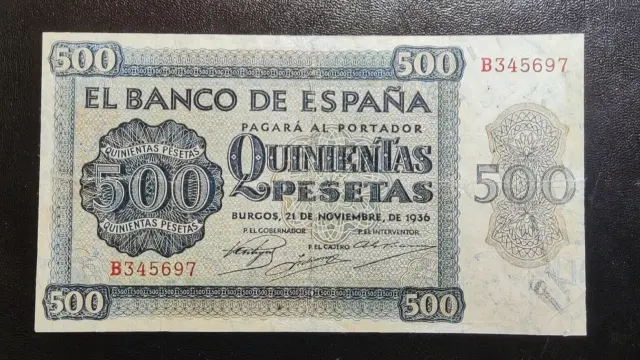 500
500
B345697
EL BANCO DE ESPAÑA
PAGARÁ AL PORTADOR
QUINIENTAS
PESETAS
BURGOS, 21 DE NOVIEMBRE, DE 1936
P. EL GOBERNADOR
P. EL INTERVENTOR
P. EL CAJERO
QUINIENTAS PESETAS
500
QUINIENTAS PESETAS
500
B345697
500
500